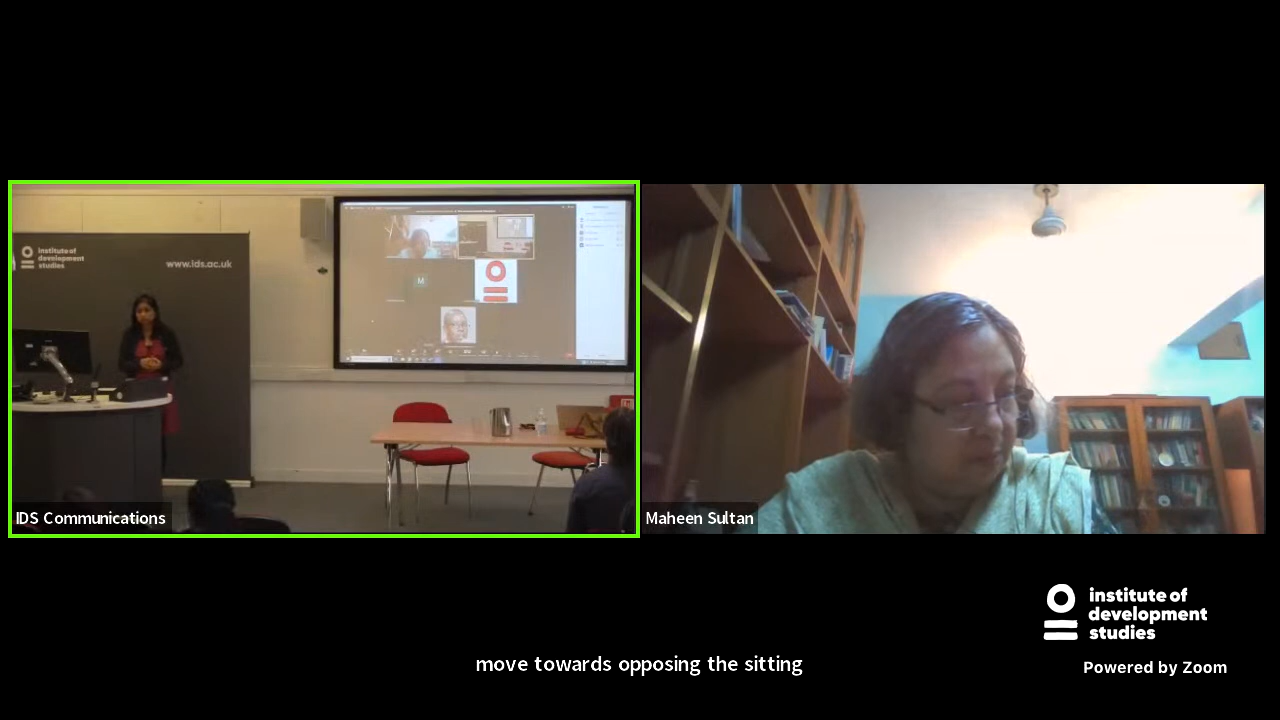 institute of
development
studies
www.ids.ac.uk
M
IDS Communications
Maheen Sultan
institute of
development
studies
Powered by Zoom
move towards opposing the sitting